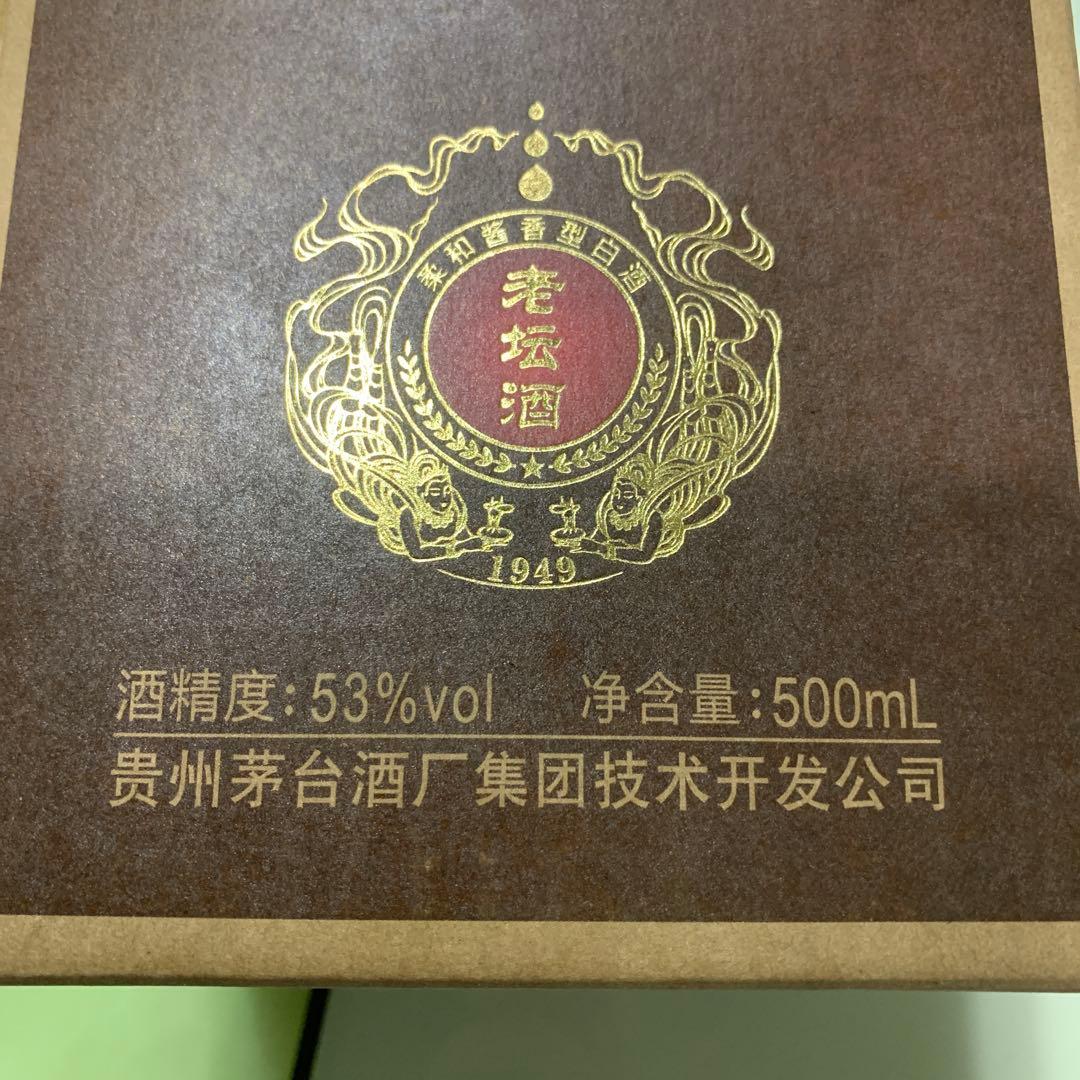 柔和酱香型白酒
老坛酒
1949
酒精度:53%vol 净含量:500mL
贵州茅台酒厂集团技术开发公司